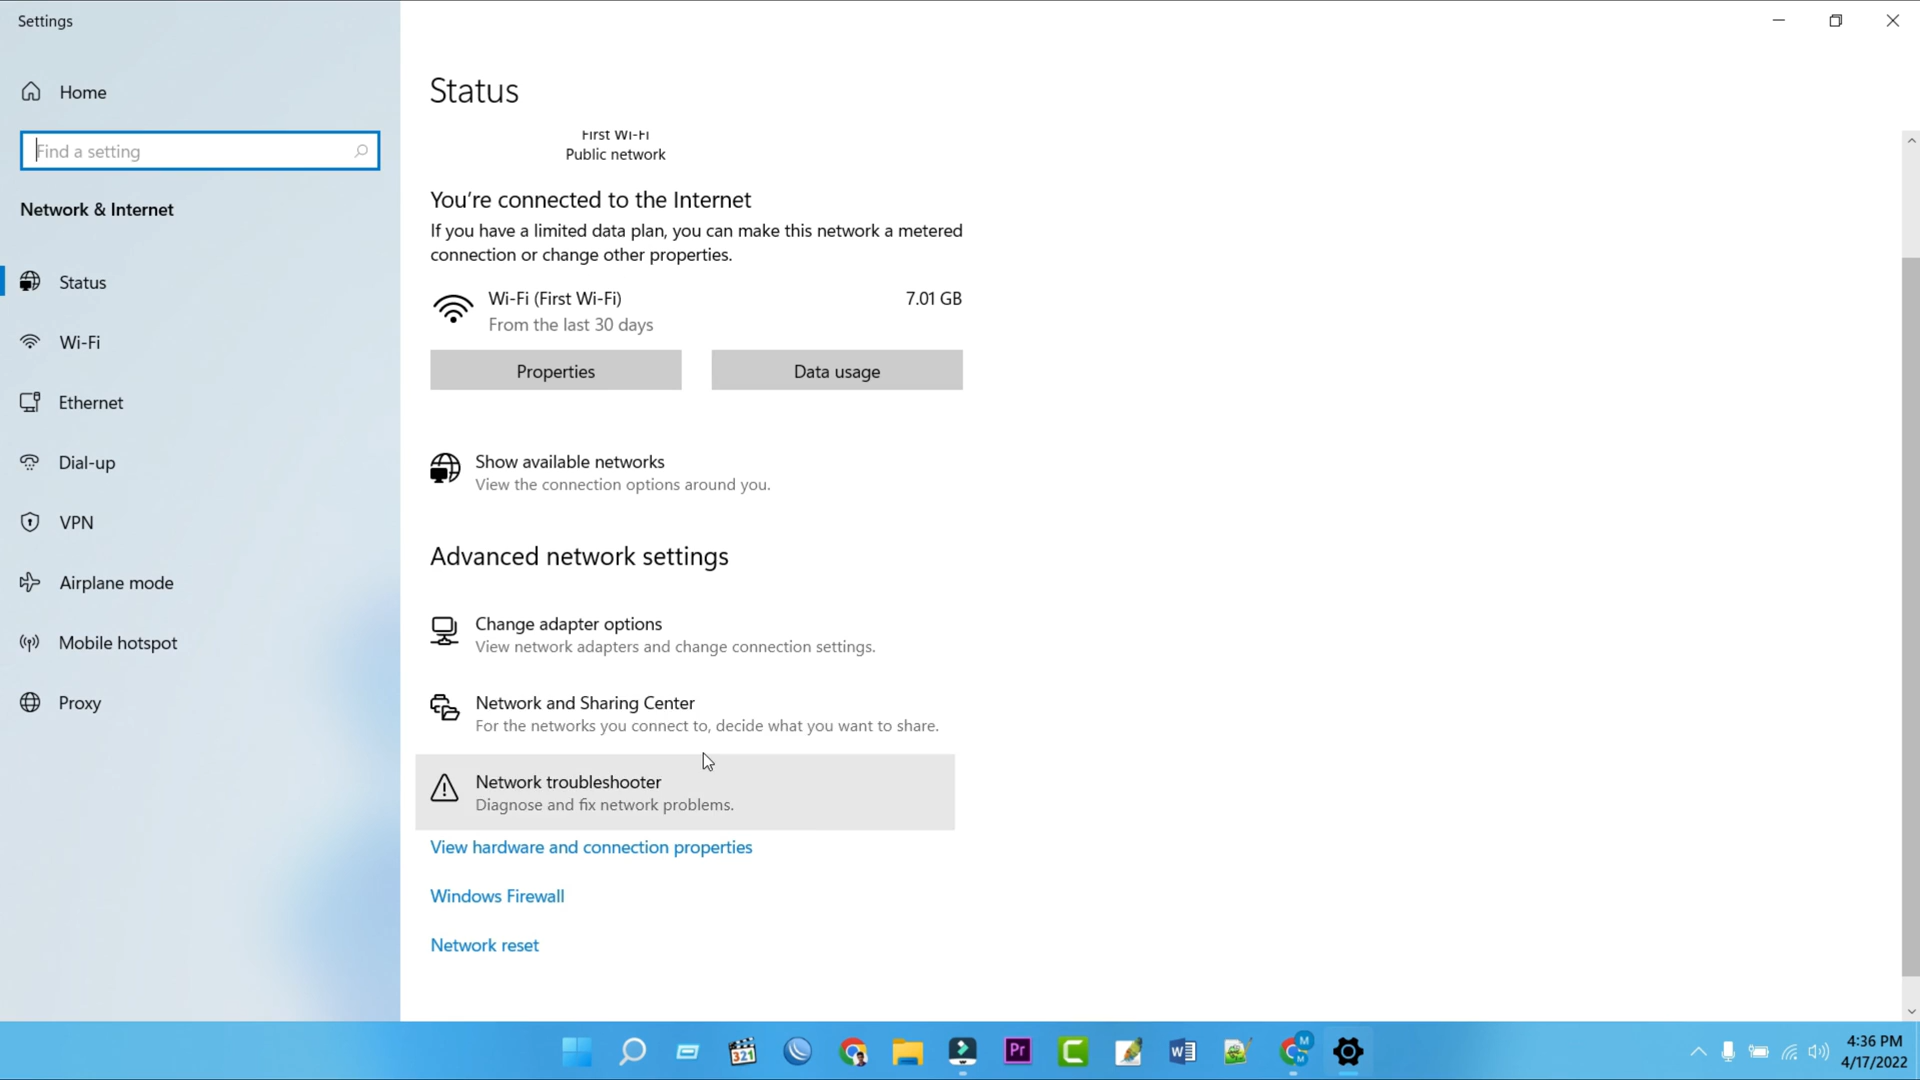 Settings
Home
Find a setting
Network & Internet
Status
Wi-Fi
Ethernet
Dial-up
VPN
Airplane mode
Mobile hotspot
Proxy
Status
First Wi-Fi
Public network
You're connected to the Internet
If you have a limited data plan, you can make this network a metered
connection or change other properties.
Wi-Fi (First Wi-Fi) 7.01 GB
From the last 30 days
Properties Data usage
Show available networks
View the connection options around you.
Advanced network settings
Change adapter options
View network adapters and change connection settings.
Network and Sharing Center
For the networks you connect to, decide what you want to share.
Network troubleshooter
Diagnose and fix network problems.
View hardware and connection properties
Windows Firewall
Network reset
321
Pr
C
W
M
M
4:36 PM
4/17/2022